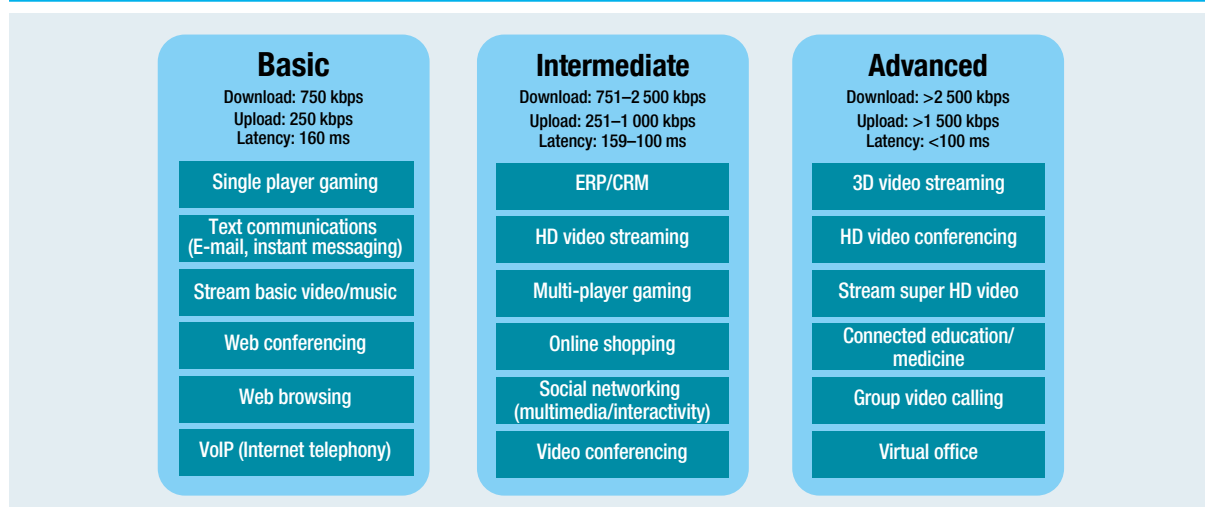 Basic
Download: 750 kbps
Upload: 250 kbps
Latency: 160 ms
Single player gaming
Text communications
(E-mail, instant messaging)
Stream basic video/music
Web conferencing
Web browsing
VoIP (Internet telephony)
Intermediate
Download: 751–2 500 kbps
Upload: 251–1 000 kbps
Latency: 159–100 ms
ERP/CRM
HD video streaming
Multi-player gaming
Online shopping
Social networking
(multimedia/interactivity)
Video conferencing
Advanced
Download: >2 500 kbps
Upload: >1 500 kbps
Latency: <100 ms
3D video streaming
HD video conferencing
Stream super HD video
Connected education/
medicine
Group video calling
Virtual office